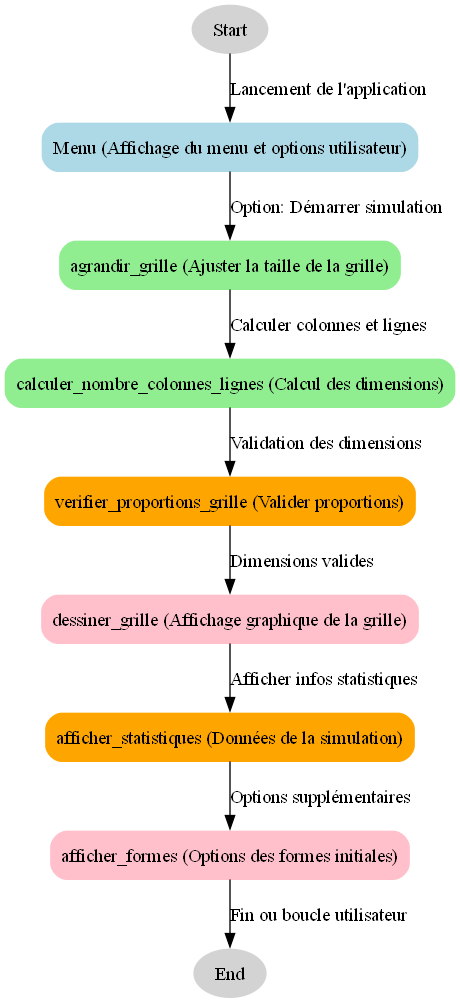 Start
Lancement de l'application
Menu (Affichage du menu et options utilisateur)
Option: Démarrer simulation
agrandir_grille (Ajuster la taille de la grille)
Calculer colonnes et lignes
calculer_nombre_colonnes_lignes (Calcul des dimensions)
Validation des dimensions
verifier_proportions_grille (Valider proportions)
Dimensions valides
dessiner_grille (Affichage graphique de la grille)
Afficher infos statistiques
afficher_statistiques (Données de la simulation)
Options supplémentaires
afficher_formes (Options des formes initiales)
Fin ou boucle utilisateur
End